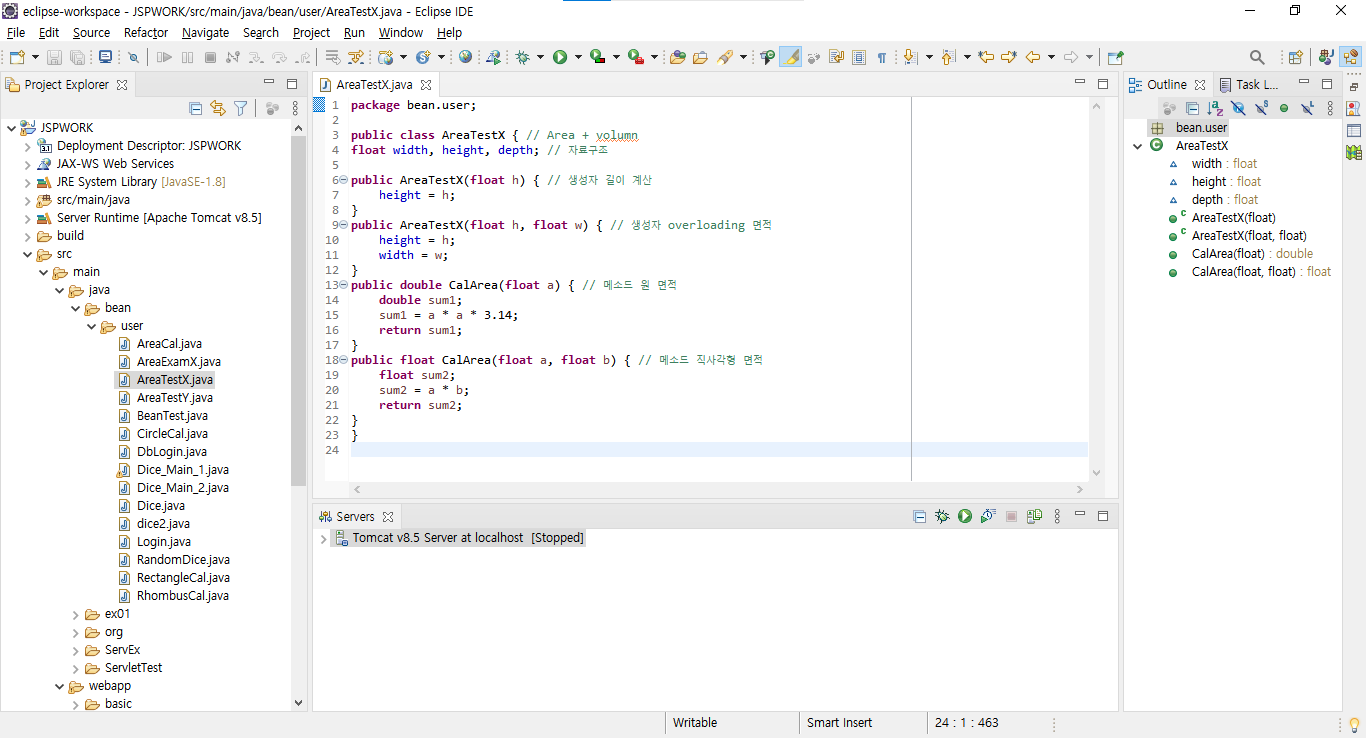 eclipse-workspace - JSPWORK/src/main/java/bean/user/AreaTestX.java - Eclipse IDE
File Edit Source Refactor Navigate Search Project Run Window Help
Project Explorer
JSPWORK
Deployment Descriptor: JSPWORK
JAX-WS Web Services
JRE System Library [JavaSE-1.8]
src/main/java
Server Runtime [Apache Tomcat v8.5]
build
src
main
java
bean
user
AreaCal.java
AreaExamX.java
AreaTestX.java
AreaTestY.java
BeanTest.java
CircleCal.java
DbLogin.java
Dice_Main_1.java
Dice_Main_2.java
Dice.java
dice2.java
Login.java
RandomDice.java
RectangleCal.java
RhombusCal.java
ex01
org
ServEx
ServletTest
webapp
basic
AreaTestX.java
1 package bean.user;
2
3 public class AreaTestX { // Area + volumn
4 float width, height, depth; // 자료구조
5
6 public AreaTestX(float h) { // 생성자 길이 계산
7 height = h;
8 }
9 public AreaTestX(float h, float w) { // 생성자 overloading 면적
10 height = h;
11 width = w;
12 }
13 public double CalArea(float a) { // 메소드 원 면적
14 double sum1;
15 sum1 = a * a * 3.14;
16 return sum1;
17 }
18 public float CalArea(float a, float b) { // 메소드 직사각형 면적
19 float sum2;
20 sum2 = a * b;
21 return sum2;
22 }
23 }
24
Servers
Tomcat v8.5 Server at localhost [Stopped]
Outline Task L...
bean.user
AreaTestX
width : float
height : float
depth : float
AreaTestX(float)
AreaTestX(float, float)
CalArea(float) : double
CalArea(float, float) : float
Writable Smart Insert 24 : 1 : 463